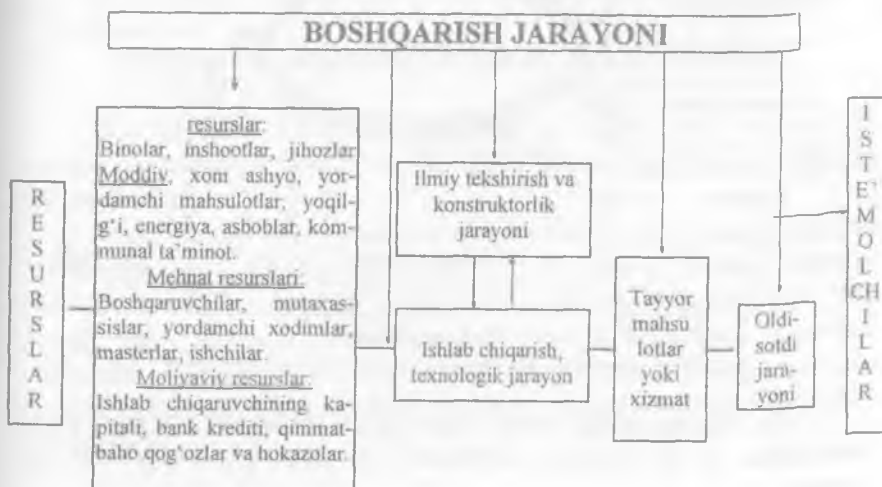 BOSHQARISH JARAYONI
RESURSLAR
resurslar:
Binolar, inshootlar, jihozlar
Moddiy, xom ashyo, yor-
damchi mahsulotlar, yoqil-
g'i, energiya, asboblar, kom-
munal ta'minot.
Mehnat resurslari:
Boshqaruvchilar, mutaxas-
sislar, yordamchi xodimlar,
masterlar, ishchilar.
Moliyaviy resurslar:
Ishlab chiqaruvchining ka-
pitali, bank krediti, qimmat-
baho qog'ozlar va hokazolar.
Ilmiy tekshirish va
konstruktorlik
jarayoni
Ishlab chiqarish,
texnologik jarayon
Tayyor
mahsu
lotlar
yoki
xizmat
Oldi-
sotdi
jara-
yoni
ISTE'MOLCHILAR